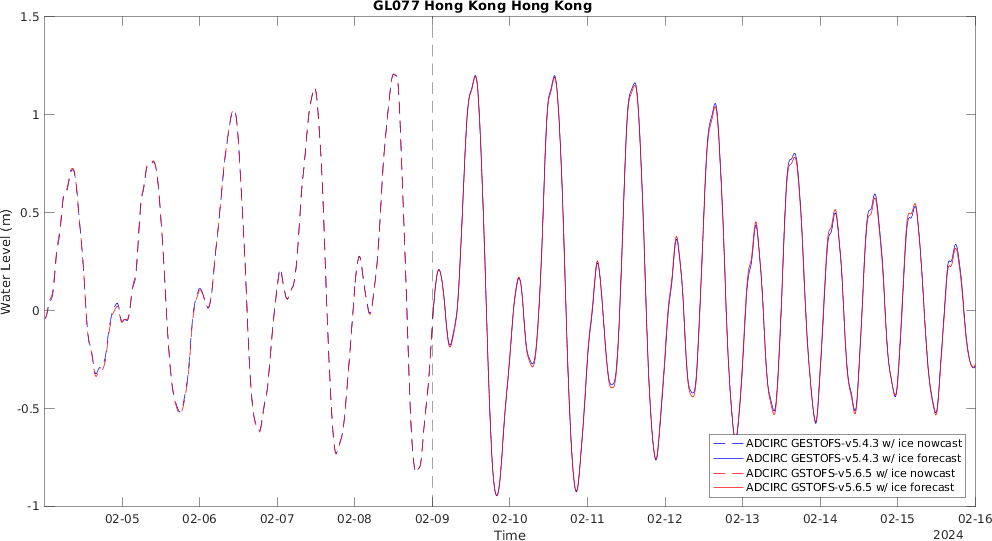 GL077 Hong Kong Hong Kong
1.5
1
0.5
0
-0.5
-1
Water Level (m)
02-05 02-06 02-07 02-08 02-09 02-10 02-11 02-12 02-13 02-14 02-15 02-16
Time
2024
ADCIRC GESTOFS-v5.4.3 w/ ice nowcast
ADCIRC GESTOFS-v5.4.3 w/ ice forecast
ADCIRC GSTOFS-v5.6.5 w/ ice nowcast
ADCIRC GSTOFS-v5.6.5 w/ ice forecast